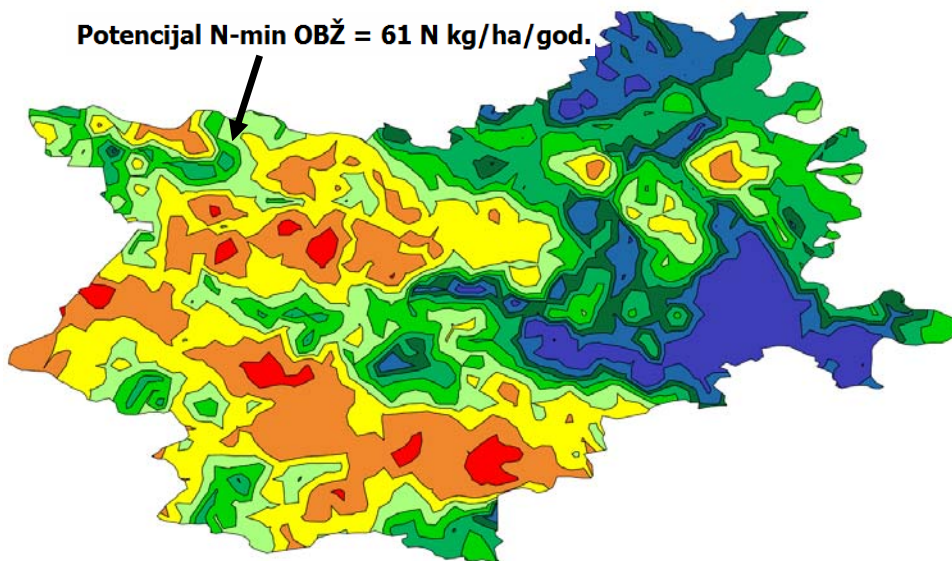 Potencijal N-min OBŽ = 61 N kg/ha/god.